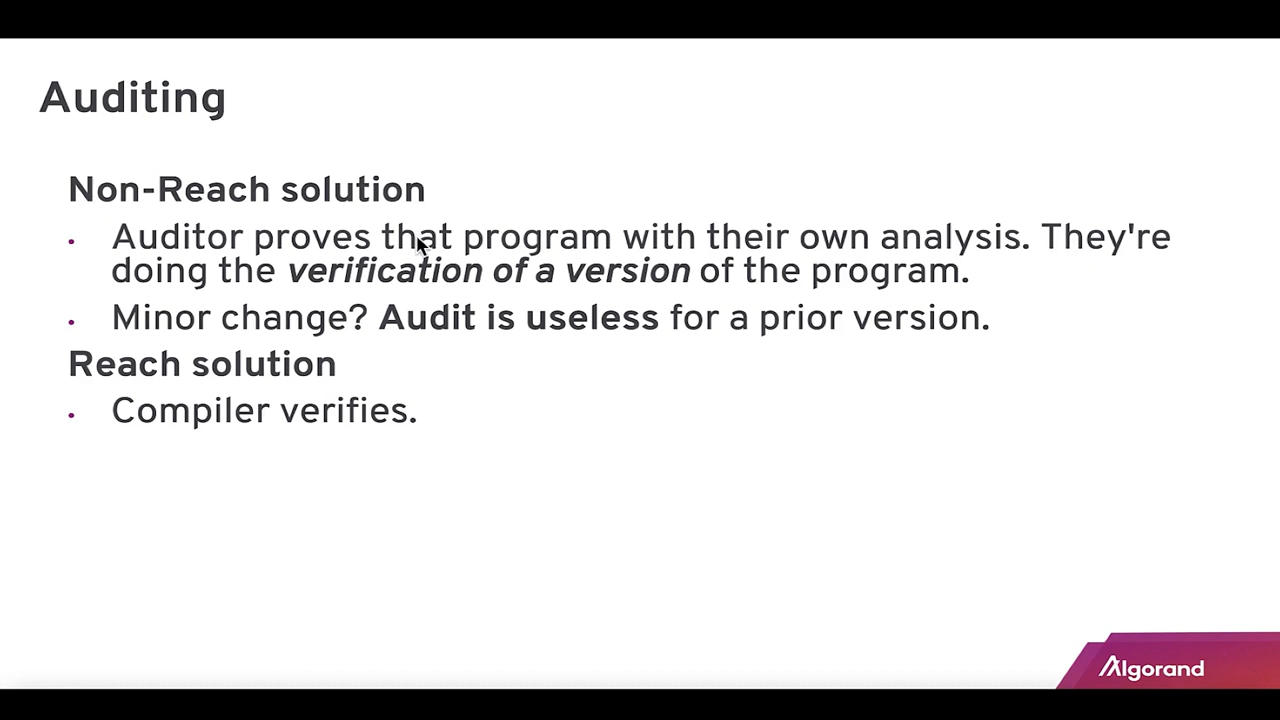 Auditing
Non-Reach solution
• Auditor proves that program with their own analysis. They're
doing the verification of a version of the program.
• Minor change? Audit is useless for a prior version.
Reach solution
• Compiler verifies.
Algorand